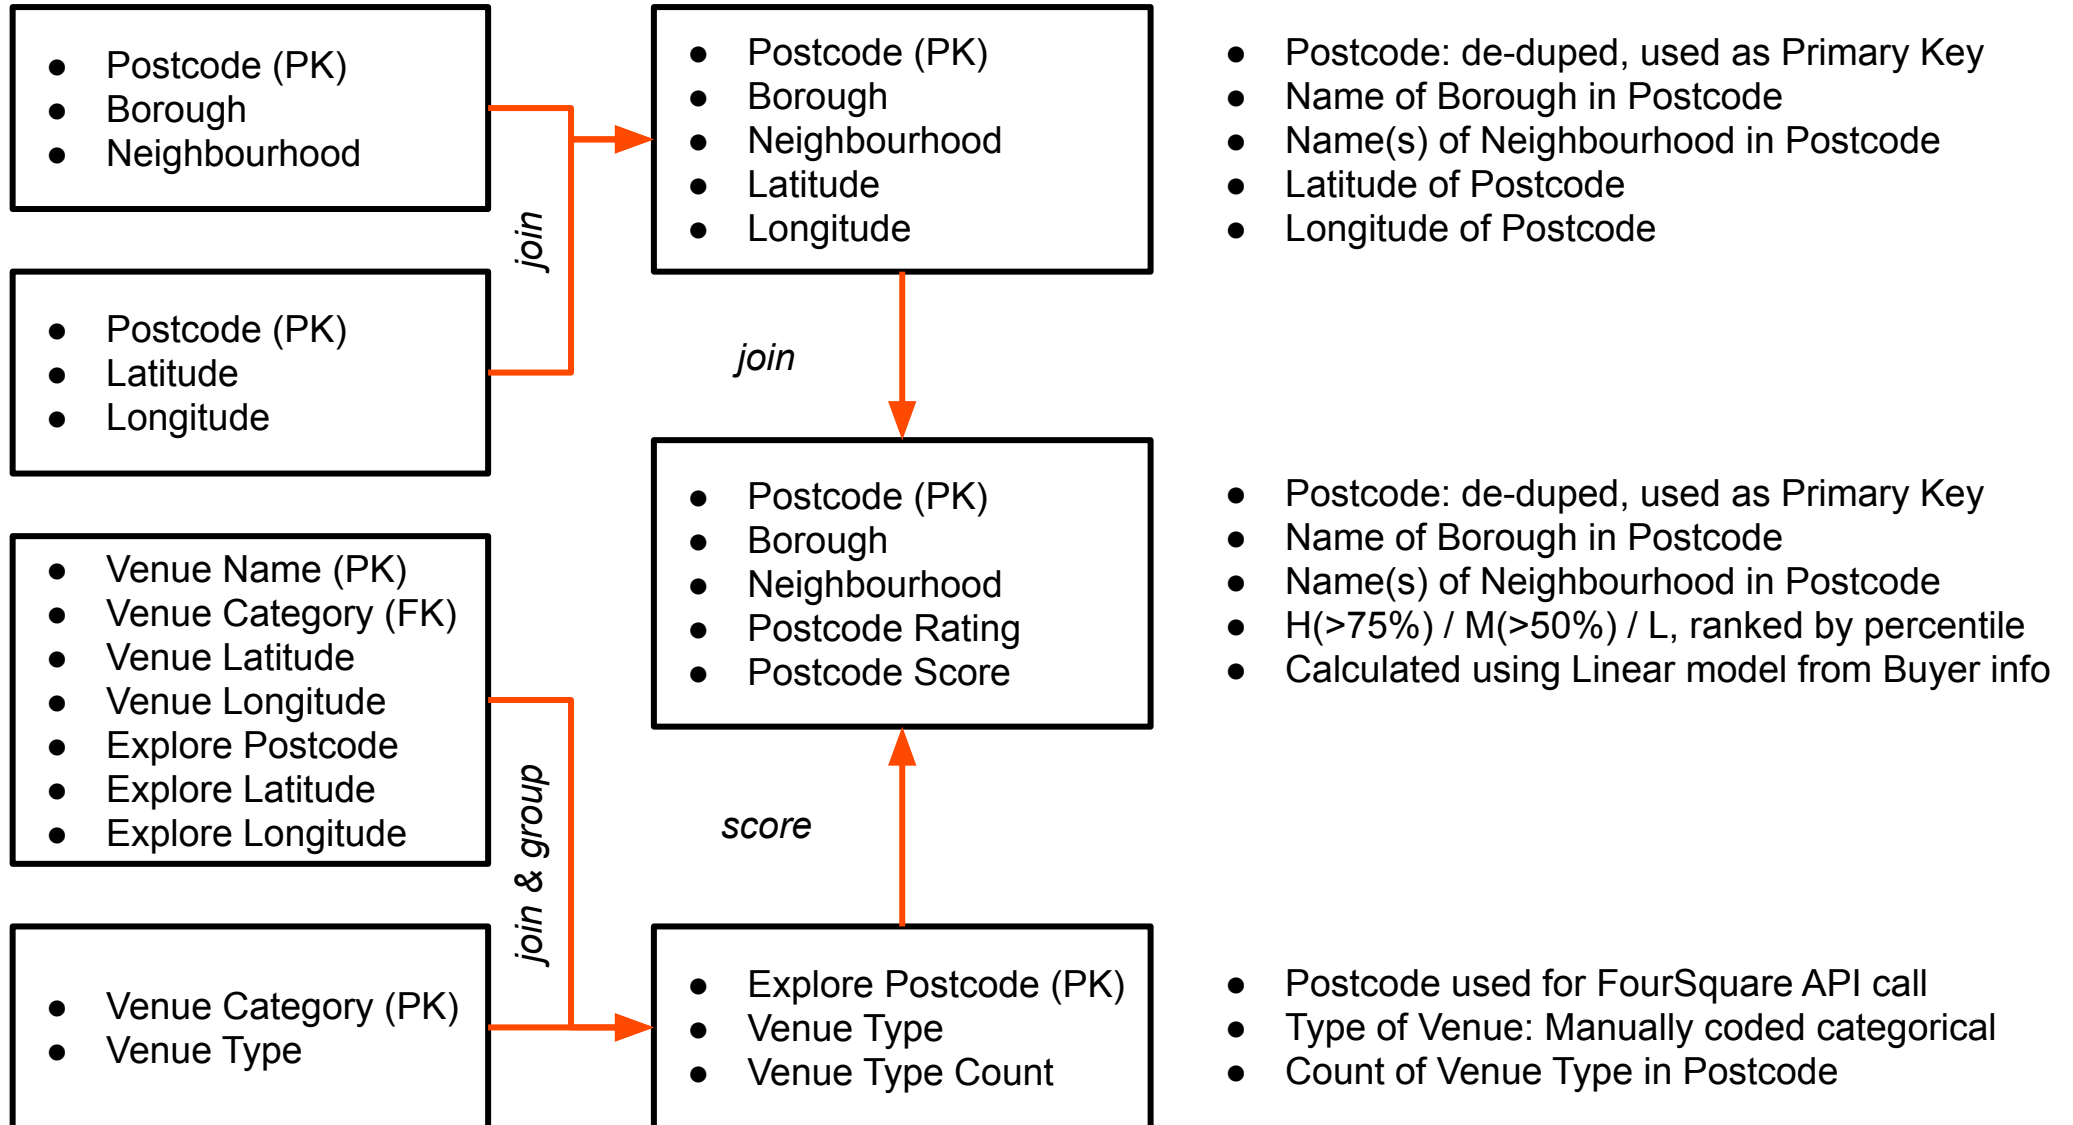 ● Postcode (PK)
● Borough
● Neighbourhood
● Postcode (PK)
● Latitude
● Longitude
join
● Postcode (PK)
● Borough
● Neighbourhood
● Latitude
● Longitude
● Postcode: de-duped, used as Primary Key
● Name of Borough in Postcode
● Name(s) of Neighbourhood in Postcode
● Latitude of Postcode
● Longitude of Postcode
join
● Venue Name (PK)
● Venue Category (FK)
● Venue Latitude
● Venue Longitude
● Explore Postcode
● Explore Latitude
● Explore Longitude
● Venue Category (PK)
● Venue Type
join & group
● Postcode (PK)
● Borough
● Neighbourhood
● Postcode Rating
● Postcode Score
● Postcode: de-duped, used as Primary Key
● Name of Borough in Postcode
● Name(s) of Neighbourhood in Postcode
● H(>75%) / M(>50%) / L, ranked by percentile
● Calculated using Linear model from Buyer info
score
● Explore Postcode (PK)
● Venue Type
● Venue Type Count
● Postcode used for FourSquare API call
● Type of Venue: Manually coded categorical
● Count of Venue Type in Postcode